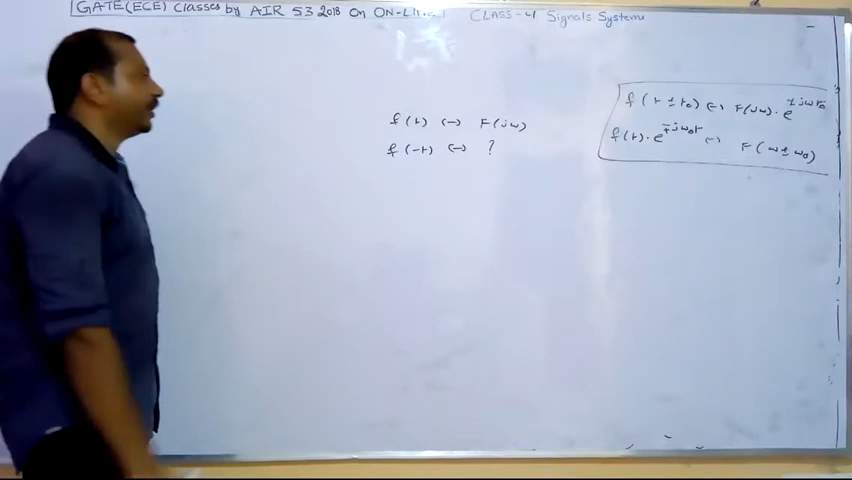 GATE(ECE) Classes by AIR 53 2018 on ON-Line CLASS-4 Signals Systems
f(t) ↔ F(jω)
f(-t) ↔ ?
f(t ± t₀) ↔ F(jω) · e^{±jωt₀}
f(t) · e^{∓jω₀t} ↔ F(ω ± ω₀)